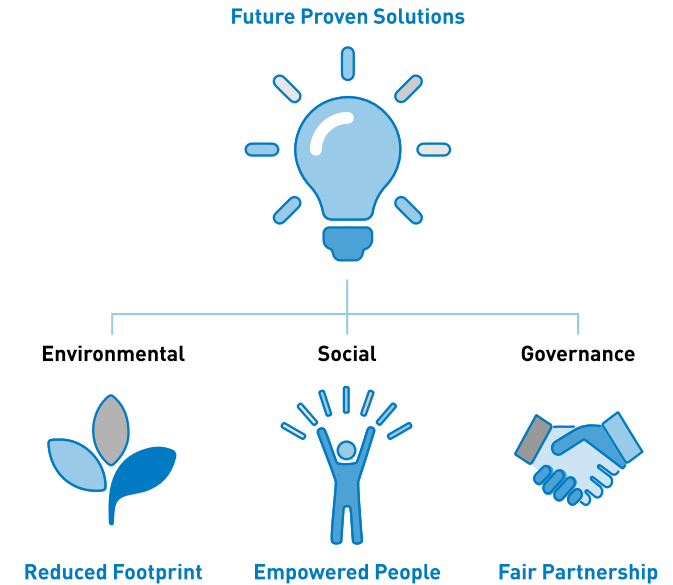 Future Proven Solutions
Environmental
Social
Governance
Reduced Footprint
Empowered People
Fair Partnership